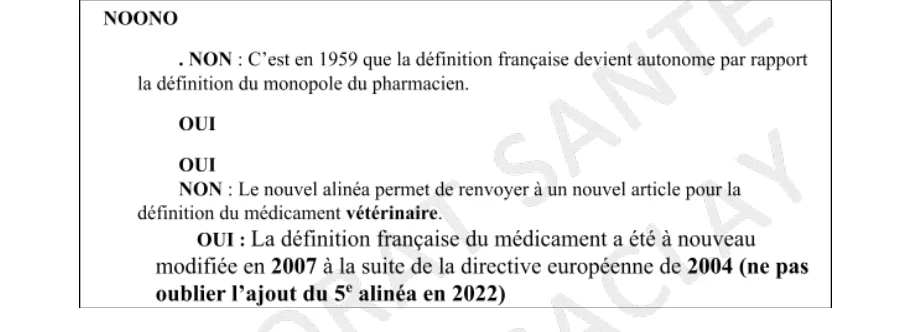 NOONO
. NON : C’est en 1959 que la définition française devient autonome par rapport
la définition du monopole du pharmacien.
OUI
OUI
NON : Le nouvel alinéa permet de renvoyer à un nouvel article pour la
définition du médicament vétérinaire.
OUI : La définition française du médicament a été à nouveau
modifiée en 2007 à la suite de la directive européenne de 2004 (ne pas
oublier l’ajout du 5e alinéa en 2022)
ORAT SANTE
SACLAY